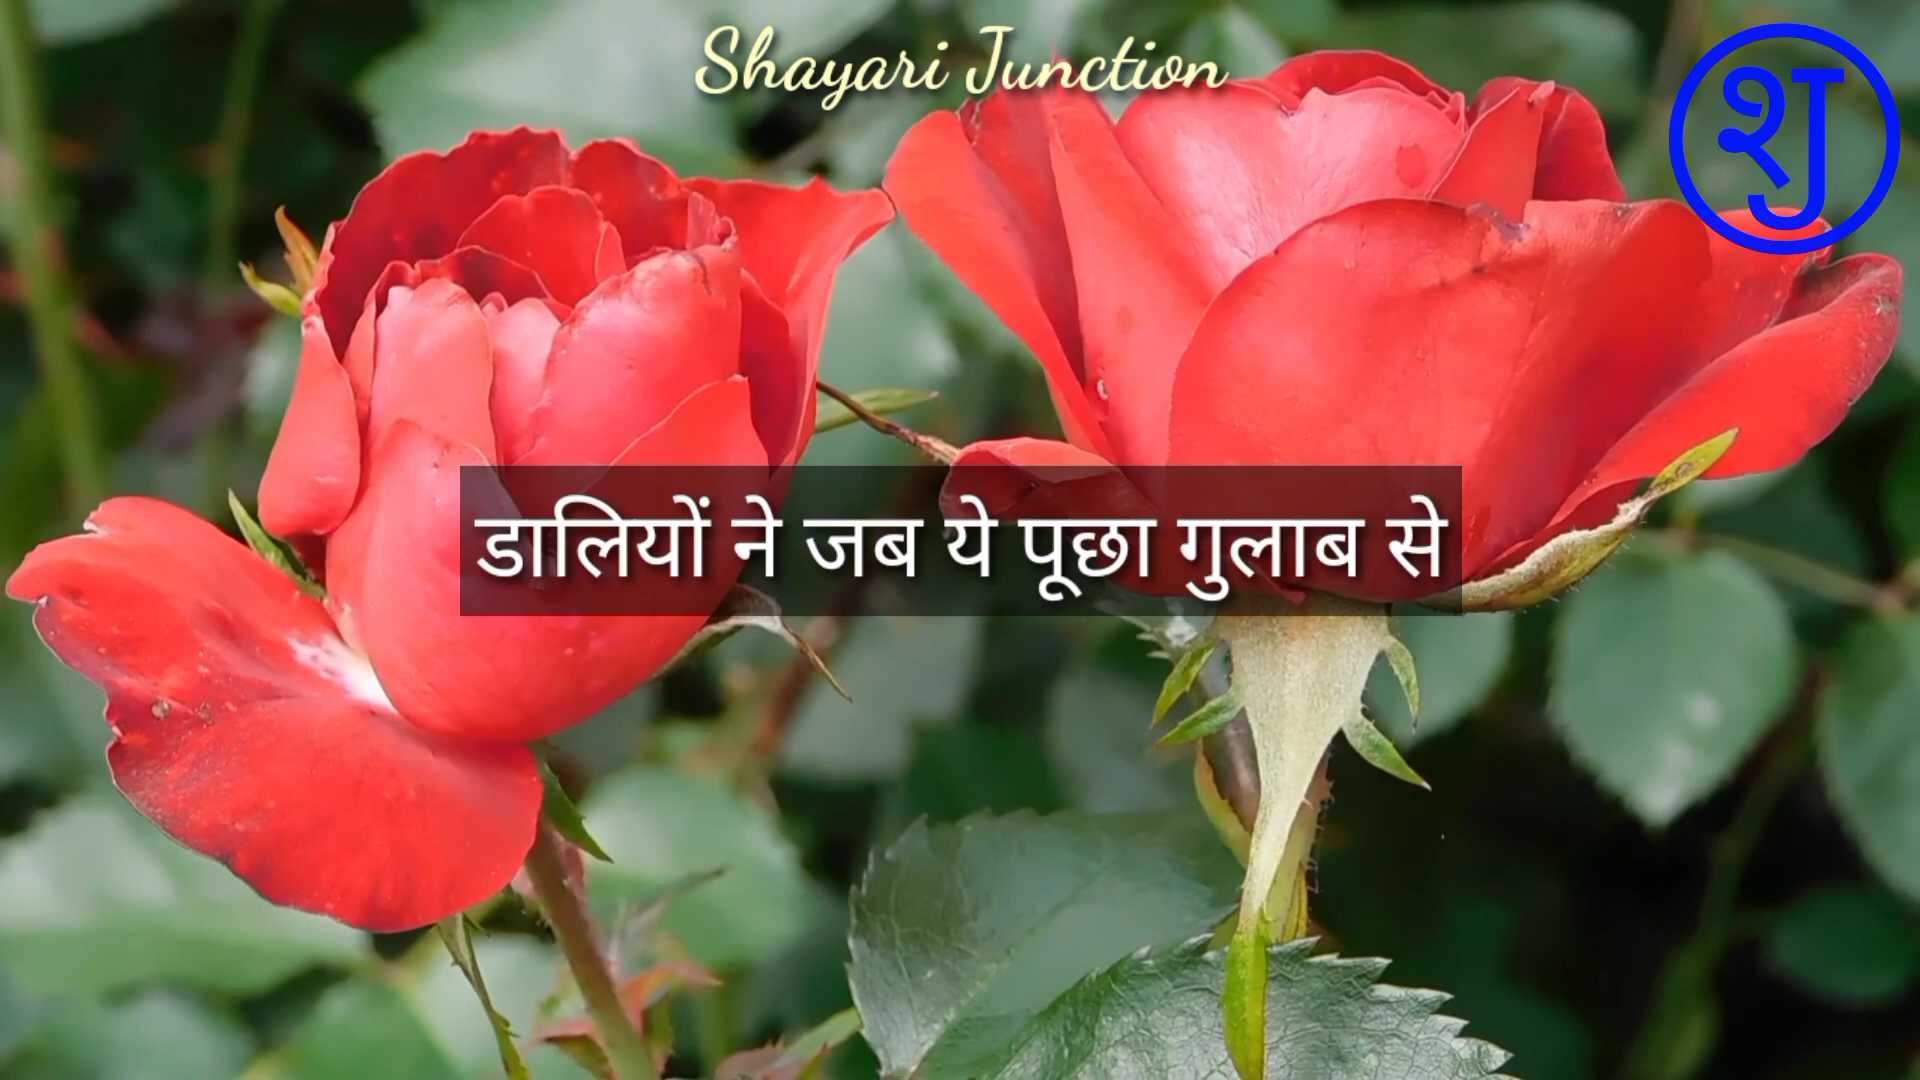 Shayari Junction
शJ
डालियों ने जब ये पूछा गुलाब से